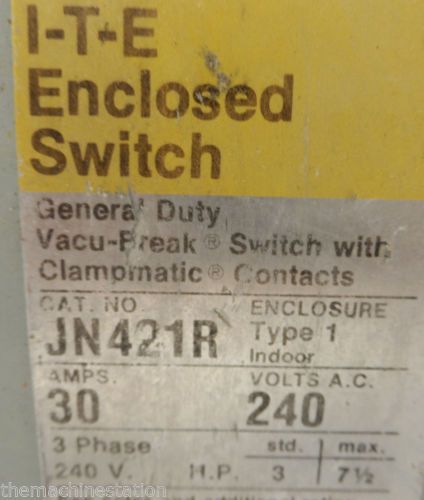 I-T-E
Enclosed
Switch
General Duty
Vacu-Break® Switch with
Clampmatic® Contacts
CAT. NO. ENCLOSURE
JN421R Type 1
Indoor
AMPS. VOLTS A.C.
30 240
3 Phase std. max.
240 V. H.P. 3 7½
themachinestation